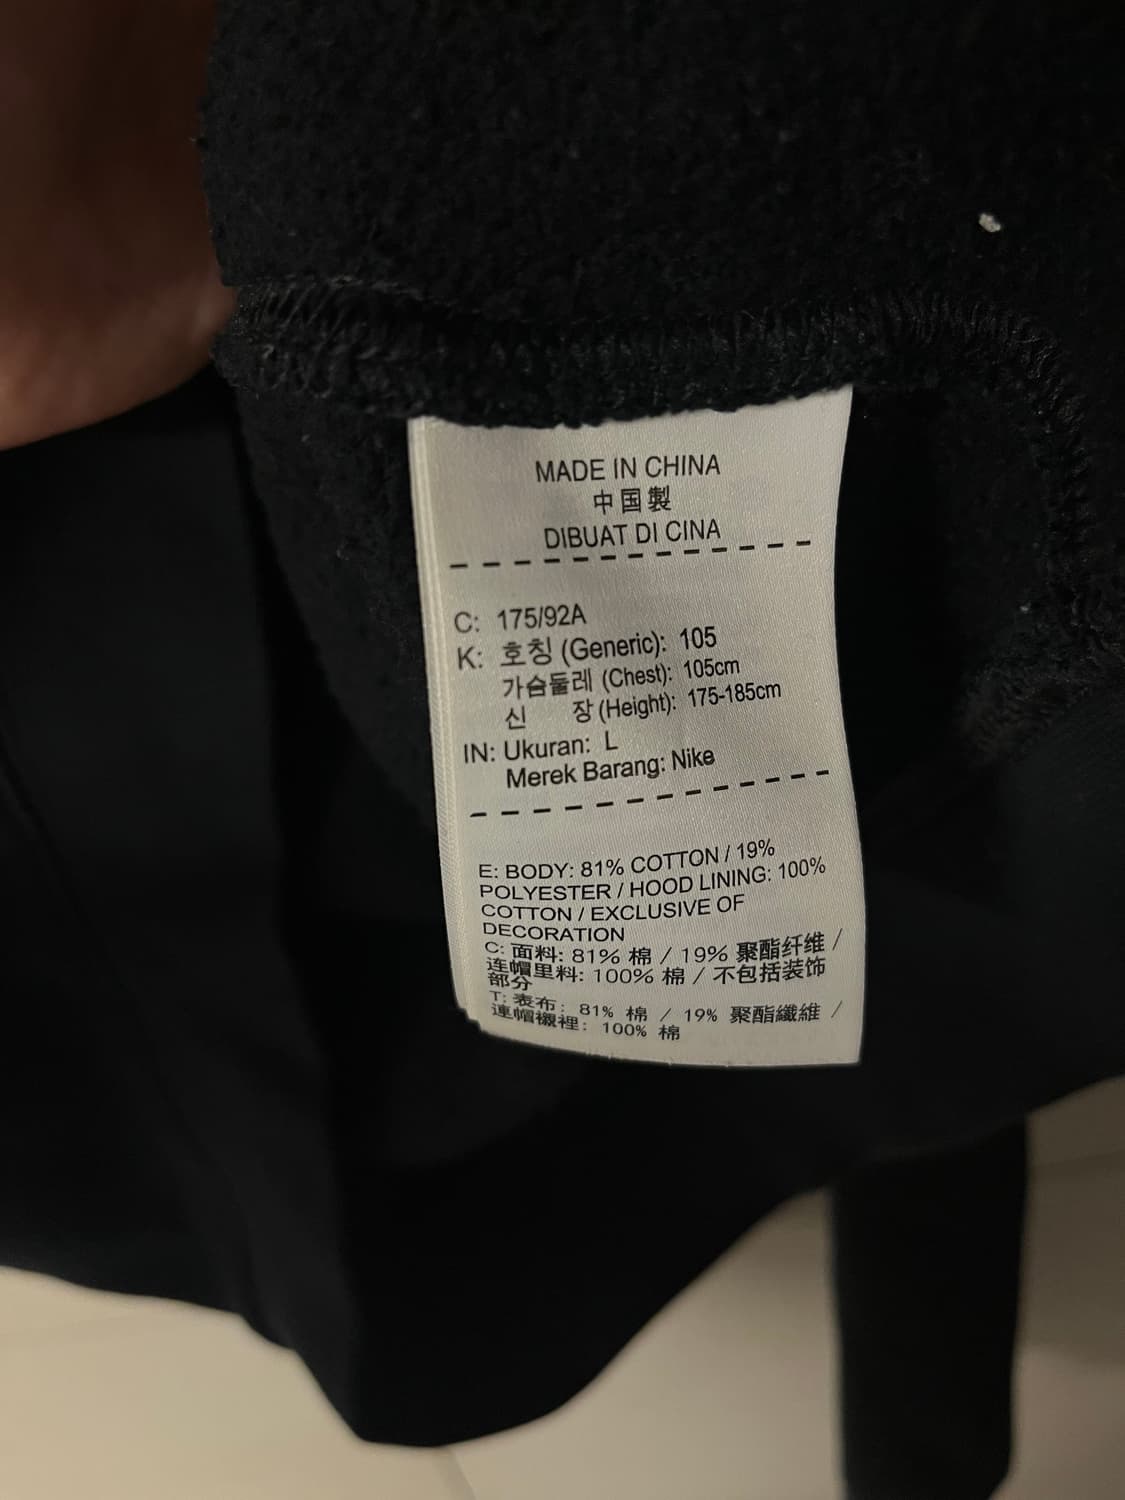 MADE IN CHINA
中国製
DIBUAT DI CINA
C: 175/92A
K: 호칭 (Generic): 105
가슴둘레 (Chest): 105cm
신 장 (Height): 175-185cm
IN: Ukuran: L
Merek Barang: Nike
E: BODY: 81% COTTON / 19%
POLYESTER / HOOD LINING: 100%
COTTON / EXCLUSIVE OF
DECORATION
C: 面料: 81% 棉 / 19% 聚酯纤维 /
连帽里料: 100% 棉 / 不包括装饰
部分
T: 表布: 81% 棉 / 19% 聚酯纖維 /
連帽襯裡: 100% 棉